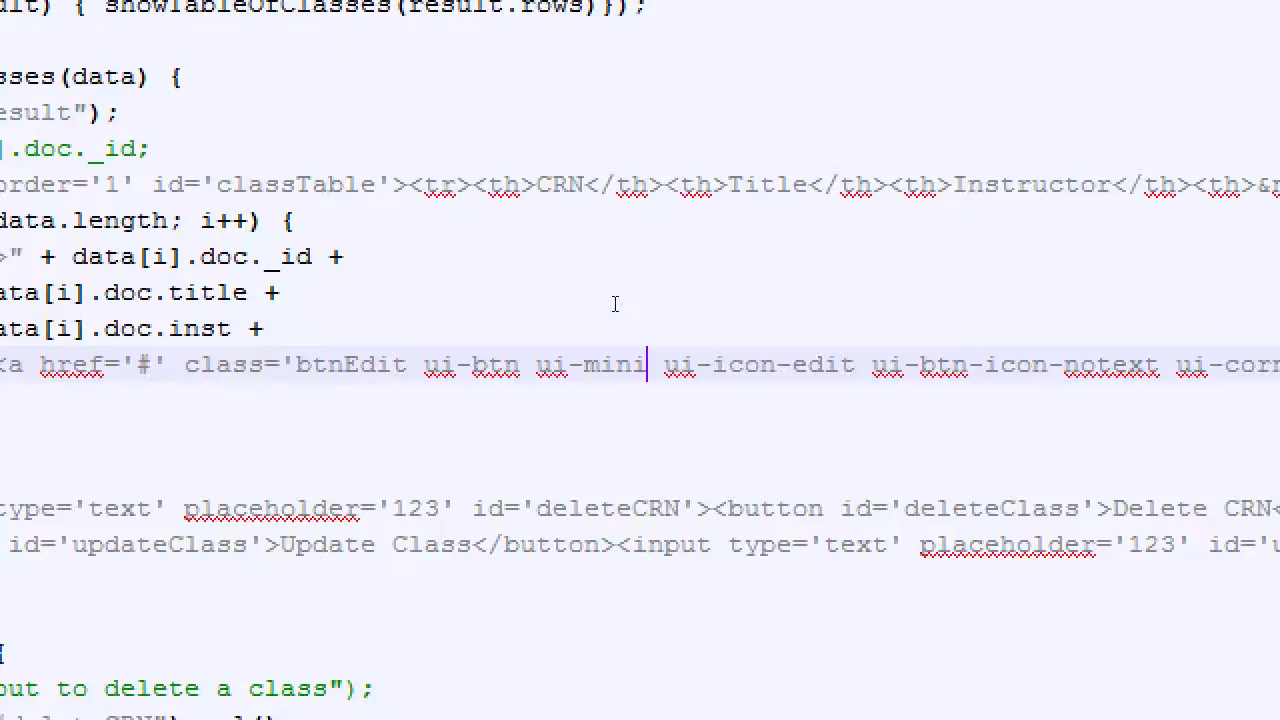 ult) { showTableOfClasses(result.rows)});
sses(data) {
esult");
].doc._id;
order='1' id='classTable'><tr><th>CRN</th><th>Title</th><th>Instructor</th><th>&n
data.length; i++) {
>" + data[i].doc._id +
ata[i].doc.title +
ata[i].doc.inst +
<a href='#' class='btnEdit ui-btn ui-mini ui-icon-edit ui-btn-icon-notext ui-corn
type='text' placeholder='123' id='deleteCRN'><button id='deleteClass'>Delete CRN<
id='updateClass'>Update Class</button><input type='text' placeholder='123' id='u
put to delete a class");